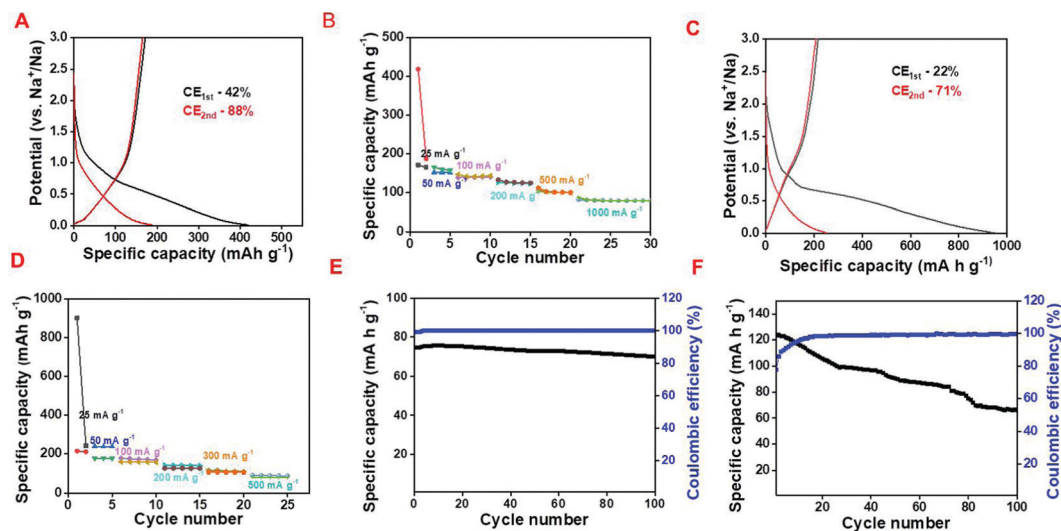 A
Potential (vs. Na⁺/Na)
3.0
2.5
2.0
1.5
1.0
0.5
0.0
CE1st - 42%
CE2nd - 88%
0 100 200 300 400 500
Specific capacity (mAh g⁻¹)
B
Specific capacity (mAh g⁻¹)
500
400
300
200
100
0
25 mA g⁻¹
100 mA g⁻¹
50 mA g⁻¹
500 mA g⁻¹
200 mA g⁻¹
1000 mA g⁻¹
0 5 10 15 20 25 30
Cycle number
C
Potential (vs. Na⁺/Na)
3.0
2.5
2.0
1.5
1.0
0.5
0.0
CE1st - 22%
CE2nd - 71%
0 200 400 600 800 1000
Specific capacity (mA h g⁻¹)
D
Specific capacity (mAh g⁻¹)
1000
800
600
400
200
0
25 mA g⁻¹
50 mA g⁻¹
100 mA g⁻¹
300 mA g⁻¹
200 mA g⁻¹
500 mA g⁻¹
0 5 10 15 20 25
Cycle number
E
Specific capacity (mA h g⁻¹)
100
80
60
40
20
120
100
80
60
40
20
Coulombic efficiency (%)
0 20 40 60 80 100
Cycle number
F
Specific capacity (mA h g⁻¹)
140
120
100
80
60
40
20
120
100
80
60
40
20
Coulombic efficiency (%)
20 40 60 80 100
Cycle number